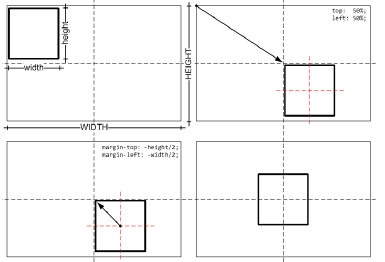 height
width
WIDTH
HEIGHT
top: 50%;
left: 50%;
margin-top: -height/2;
margin-left: -width/2;